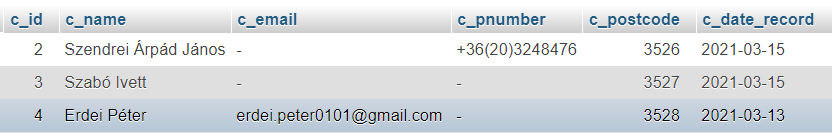 c_id c_name c_email c_pnumber c_postcode c_date_record
2 Szendrei Árpád János - +36(20)3248476 3526 2021-03-15
3 Szabó Ivett - - 3527 2021-03-15
4 Erdei Péter erdei.peter0101@gmail.com - 3528 2021-03-13